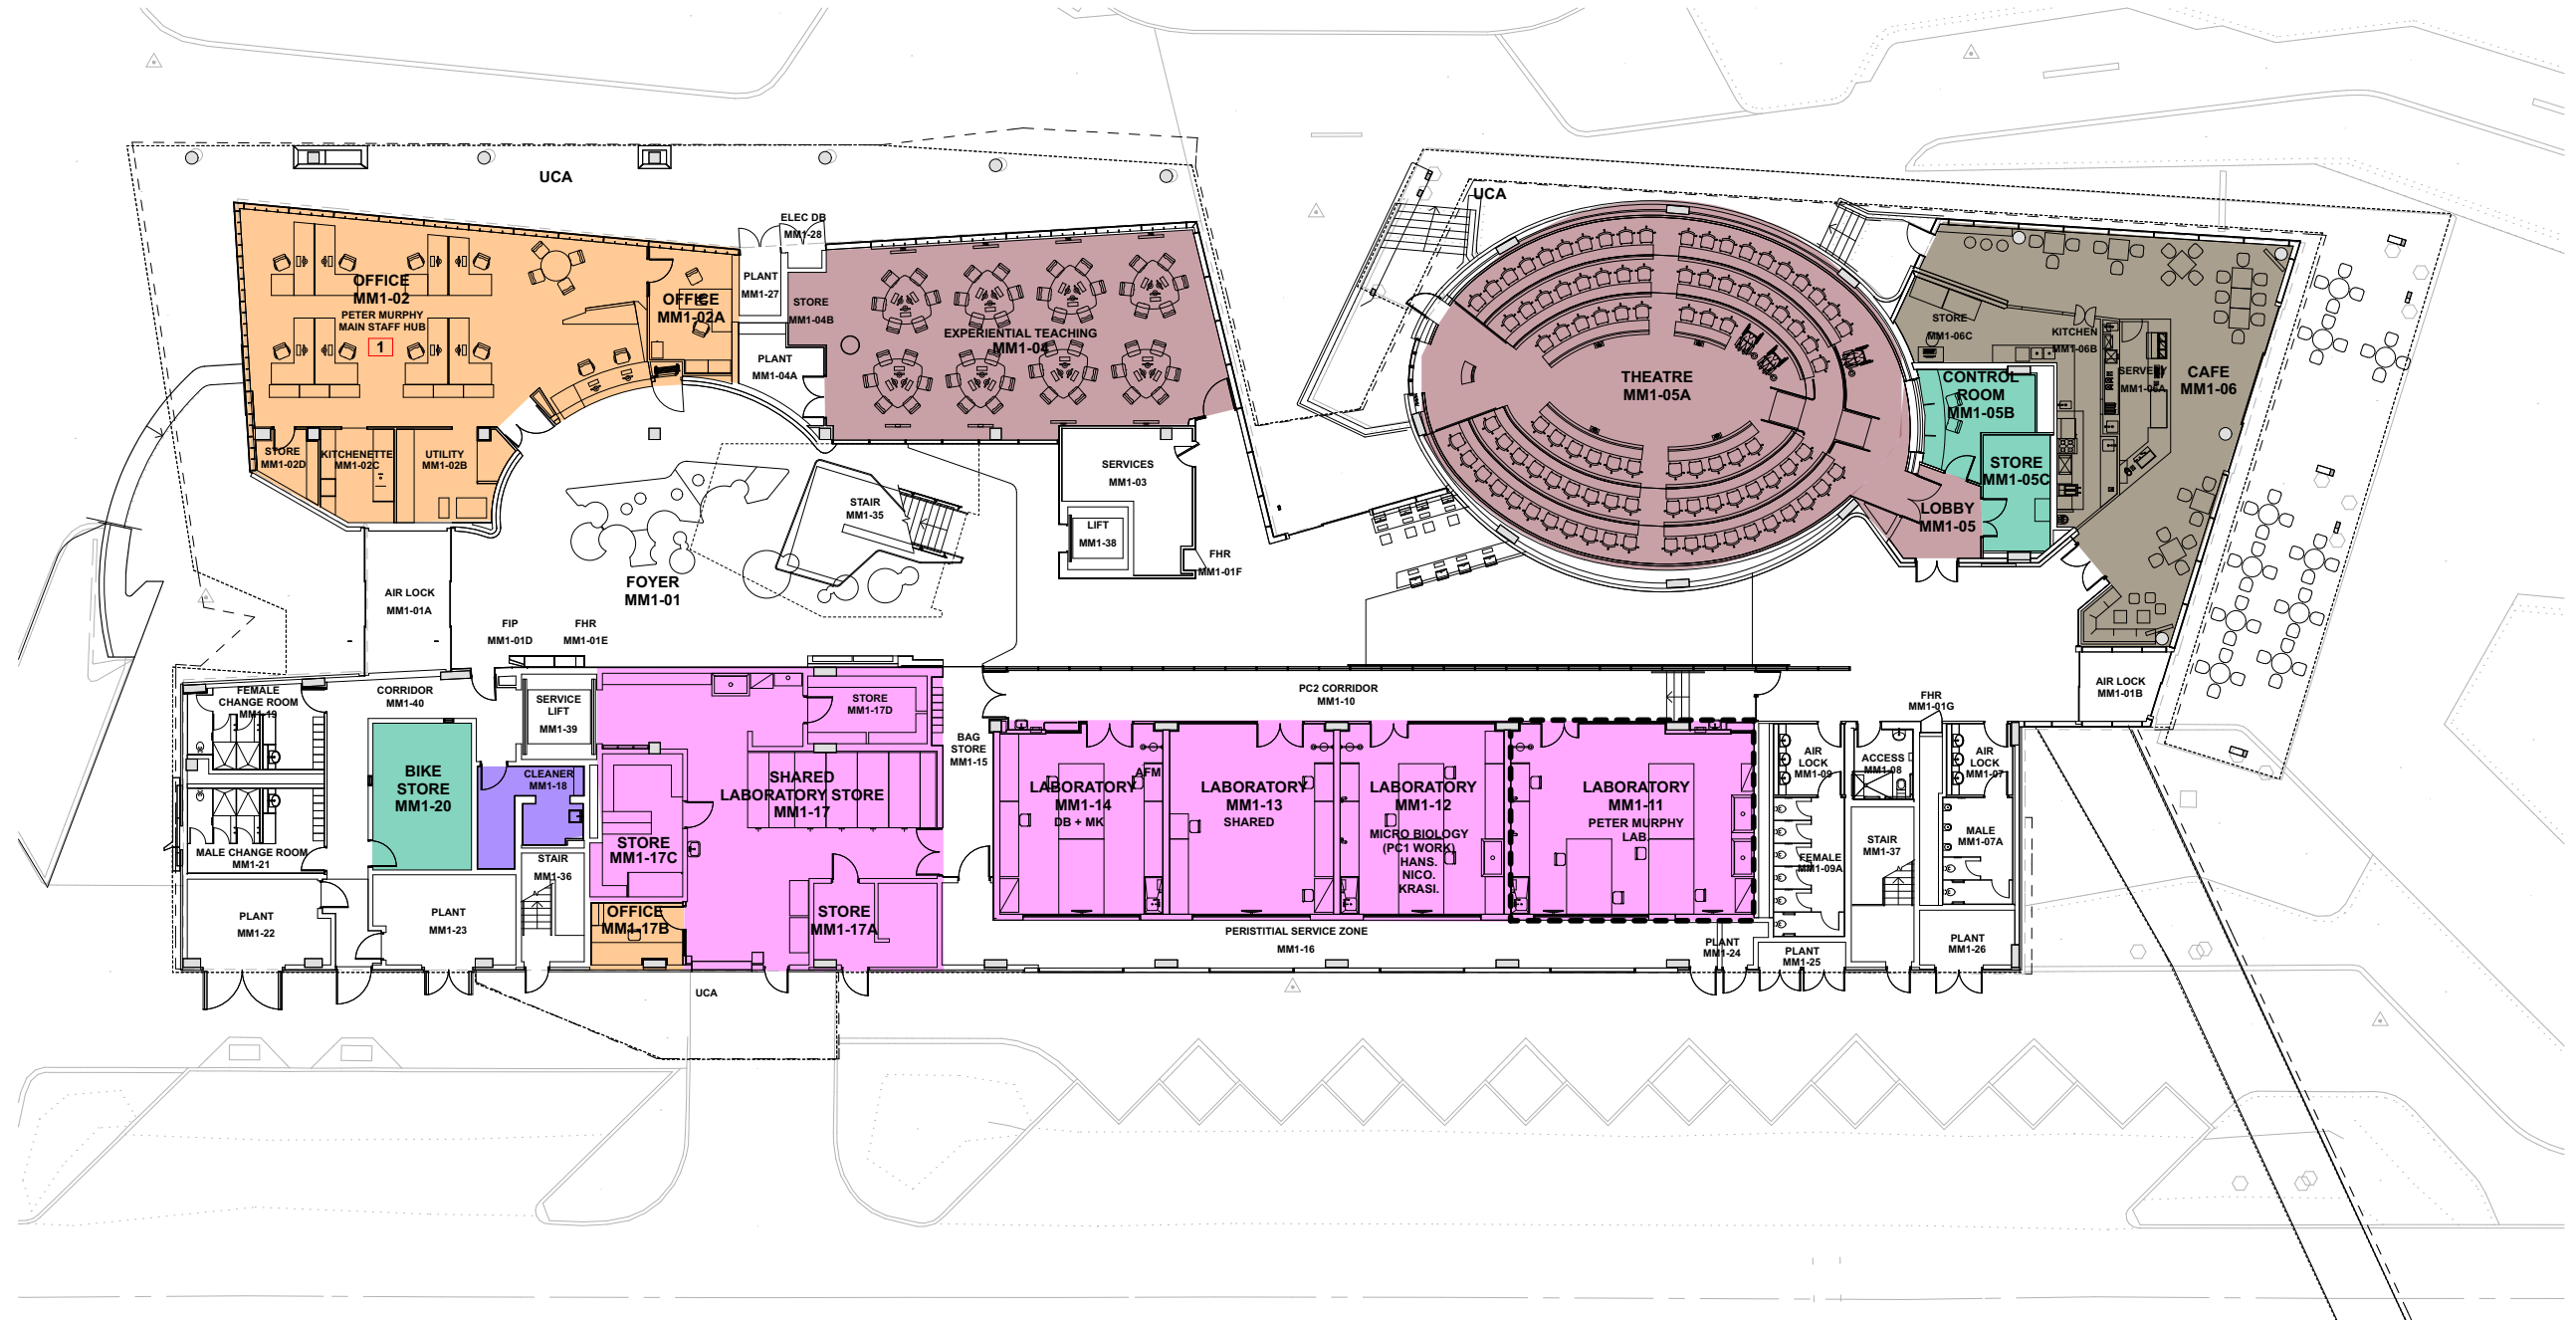 UCA
UCA
ELEC DB
MM1-28
OFFICE
MM1-02
PETER MURPHY
MAIN STAFF HUB
1
OFFICE
MM1-02A
PLANT
MM1-27
STORE
MM1-04B
PLANT
MM1-04A
EXPERIENTIAL TEACHING
MM1-04
THEATRE
MM1-05A
CONTROL
ROOM
MM1-05B
STORE
MM1-05C
LOBBY
MM1-05
STORE
MM1-06C
KITCHEN
MM1-06B
SERVERY
MM1-06A
CAFE
MM1-06
STORE
MM1-02D
KITCHENETTE
MM1-02C
UTILITY
MM1-02B
SERVICES
MM1-03
LIFT
MM1-38
STAIR
MM1-35
FHR
MM1-01F
FOYER
MM1-01
AIR LOCK
MM1-01A
FIP
MM1-01D
FHR
MM1-01E
FEMALE
CHANGE ROOM
MM1-19
CORRIDOR
MM1-40
SERVICE
LIFT
MM1-39
STORE
MM1-17D
PC2 CORRIDOR
MM1-10
FHR
MM1-01G
AIR LOCK
MM1-01B
BIKE
STORE
MM1-20
CLEANER
MM1-18
SHARED
LABORATORY STORE
MM1-17
BAG
STORE
MM1-15
AFM
LABORATORY
MM1-14
DB + MK
LABORATORY
MM1-13
SHARED
LABORATORY
MM1-12
MICRO BIOLOGY
(PC1 WORK)
HANS.
NICO.
KRASI.
LABORATORY
MM1-11
PETER MURPHY
LAB.
AIR
LOCK
MM1-09
ACCESS
MM1-08
AIR
LOCK
MM1-07
MALE CHANGE ROOM
MM1-21
STORE
MM1-17C
STAIR
MM1-36
FEMALE
MM1-09A
STAIR
MM1-37
MALE
MM1-07A
PLANT
MM1-22
PLANT
MM1-23
OFFICE
MM1-17B
STORE
MM1-17A
PERISTITIAL SERVICE ZONE
MM1-16
PLANT
MM1-24
PLANT
MM1-25
PLANT
MM1-26
UCA